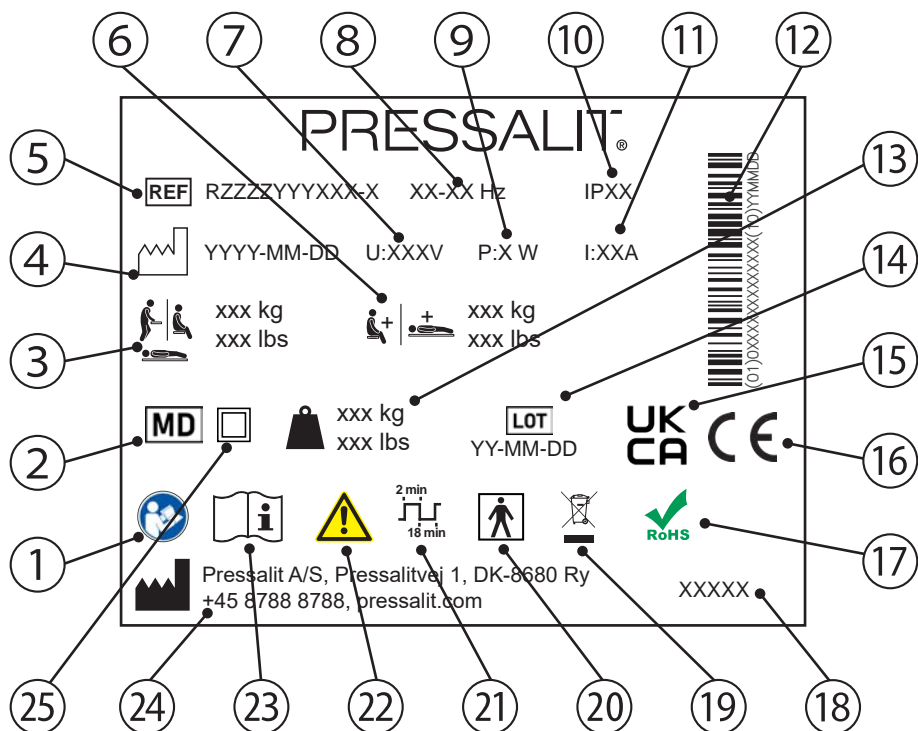 6 7 8 9 10 11 12
PRESSALIT®
5 REF RZZZZYYYXXX-X XX-XX Hz IPXX 13
4 YYYY-MM-DD U:XXXV P:X W I:XXA 14
(01)0XXXXXXXXXXXXX(10)YYMMDD
3 xxx kg xxx kg
xxx lbs xxx lbs 15
2 MD xxx kg LOT UK CA CE 16
xxx lbs YY-MM-DD
1 2 min
18 min RoHS 17
Pressalit A/S, Pressalitvej 1, DK-8680 Ry
+45 8788 8788, pressalit.com XXXXX
25 24 23 22 21 20 19 18